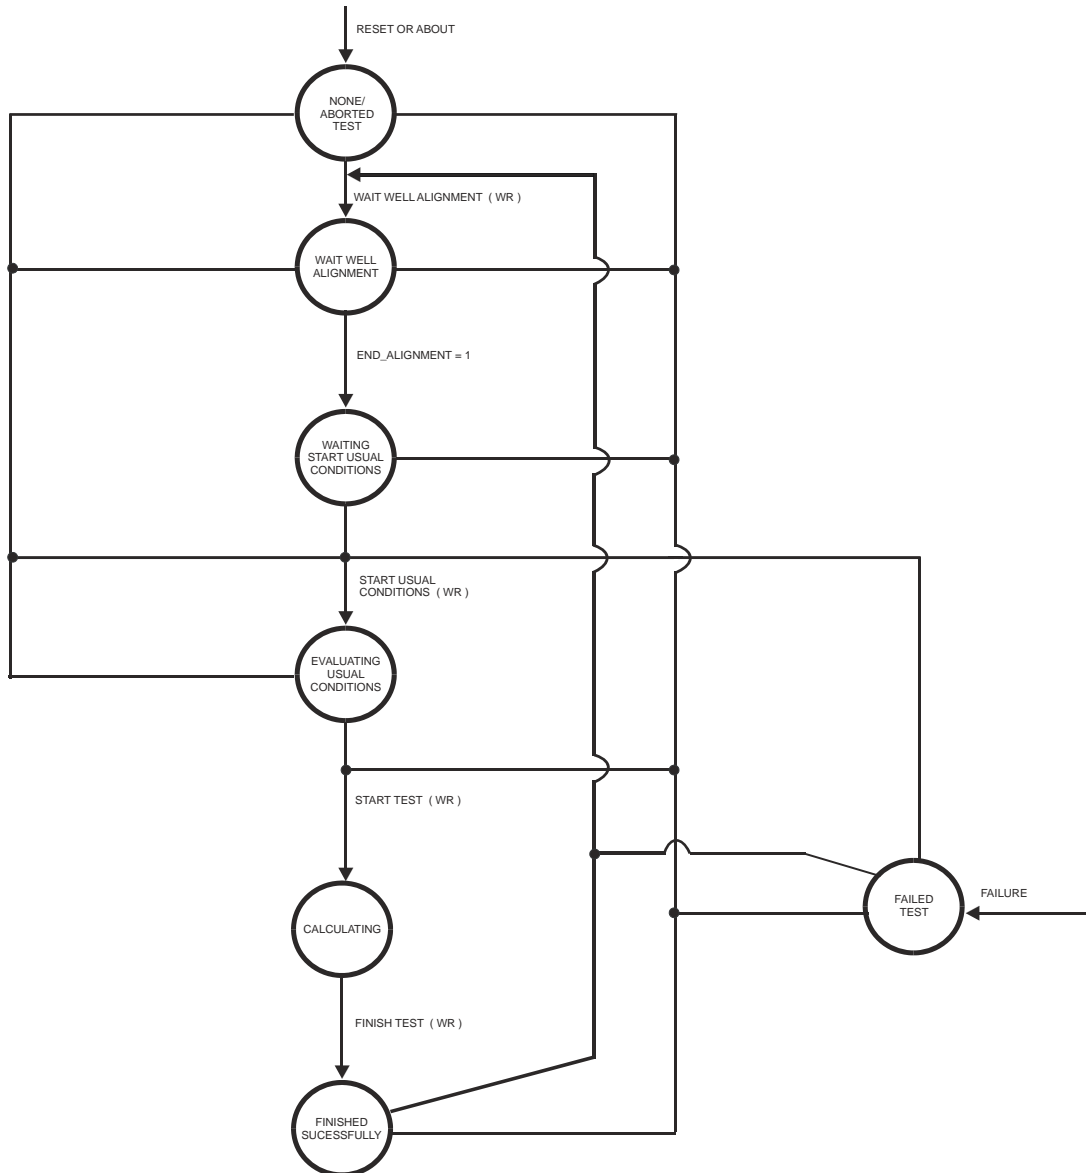 RESET OR ABOUT
NONE/
ABORTED
TEST
WAIT WELL ALIGNMENT ( WR )
WAIT WELL
ALIGNMENT
END_ALIGNMENT = 1
WAITING
START USUAL
CONDITIONS
START USUAL
CONDITIONS ( WR )
EVALUATING
USUAL
CONDITIONS
START TEST ( WR )
FAILED
TEST
FAILURE
CALCULATING
FINISH TEST ( WR )
FINISHED
SUCESSFULLY